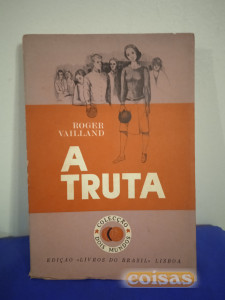 ROGER
VAILLAND
A
TRUTA
COLECÇÃO
DOIS MUNDOS
EDIÇÃO «LIVROS DO BRASIL» LISBOA
coisas